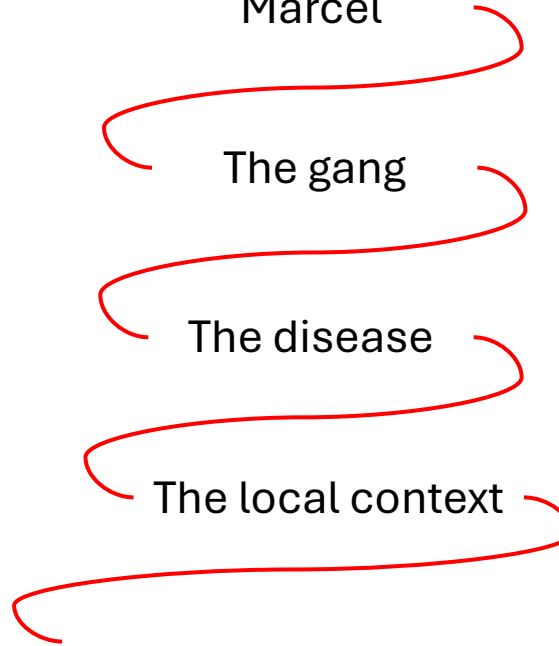 Marcel
The gang
The disease
The local context